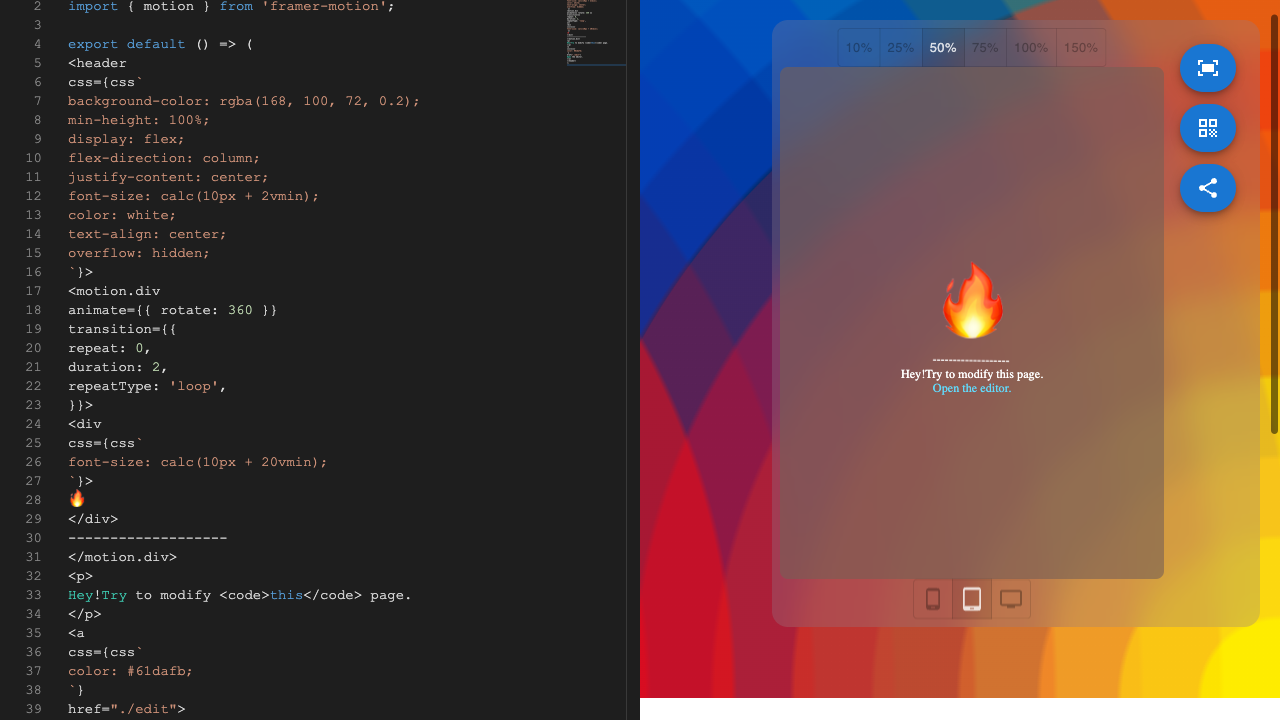 2 import { motion } from 'framer-motion';
3
4 export default () => (
5 <header
6 css={css`
7 background-color: rgba(168, 100, 72, 0.2);
8 min-height: 100%;
9 display: flex;
10 flex-direction: column;
11 justify-content: center;
12 font-size: calc(10px + 2vmin);
13 color: white;
14 text-align: center;
15 overflow: hidden;
16 `}>
17 <motion.div
18 animate={{ rotate: 360 }}
19 transition={{
20 repeat: 0,
21 duration: 2,
22 repeatType: 'loop',
23 }}>
24 <div
25 css={css`
26 font-size: calc(10px + 20vmin);
27 `}>
28 🔥
29 </div>
30 -------------------
31 </motion.div>
32 <p>
33 Hey!Try to modify <code>this</code> page.
34 </p>
35 <a
36 css={css`
37 color: #61dafb;
38 `}
39 href="./edit">
10% 25% 50% 75% 100% 150%
-------------------
Hey!Try to modify this page.
Open the editor.